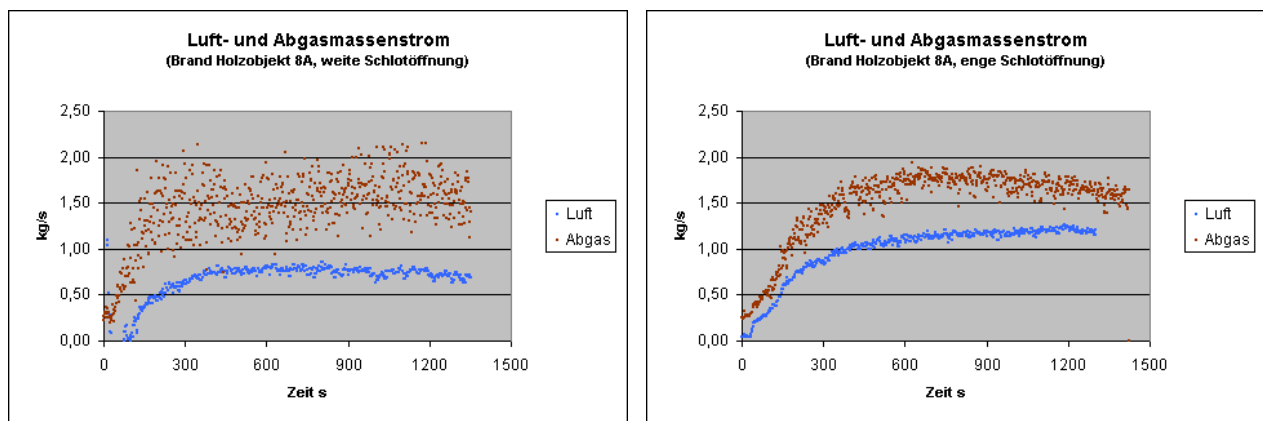 Luft- und Abgasmassenstrom
(Brand Holzobjekt 8A, weite Schlotöffnung)
2,50
2,00
1,50
1,00
0,50
0,00
kg/s
0 300 600 900 1200 1500
Zeit s
Luft
Abgas
Luft- und Abgasmassenstrom
(Brand Holzobjekt 8A, enge Schlotöffnung)
2,50
2,00
1,50
1,00
0,50
0,00
kg/s
0 300 600 900 1200 1500
Zeit s
Luft
Abgas